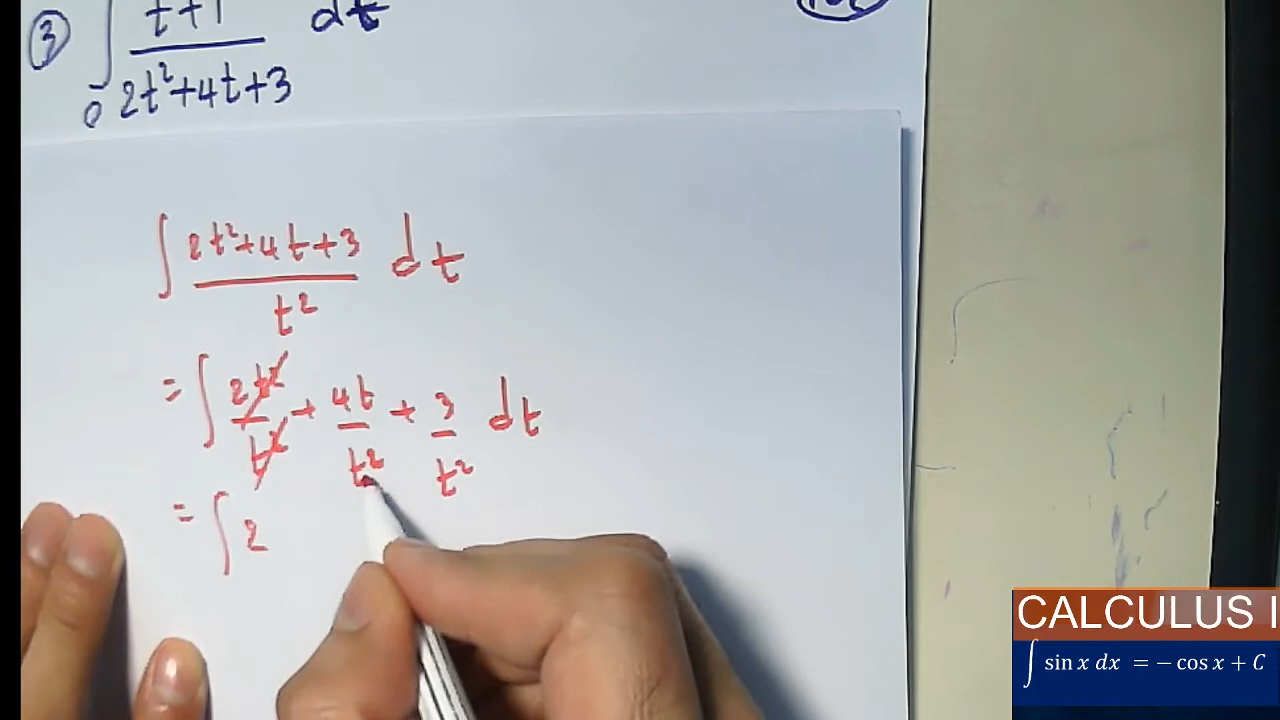 ③ ∫₀ (t+1)/(2t²+4t+3) dt
∫ (2t²+4t+3)/t² dt
= ∫ 2t²/t² + 4t/t² + 3/t² dt
= ∫ 2
CALCULUS I
∫ sin x dx = − cos x + C